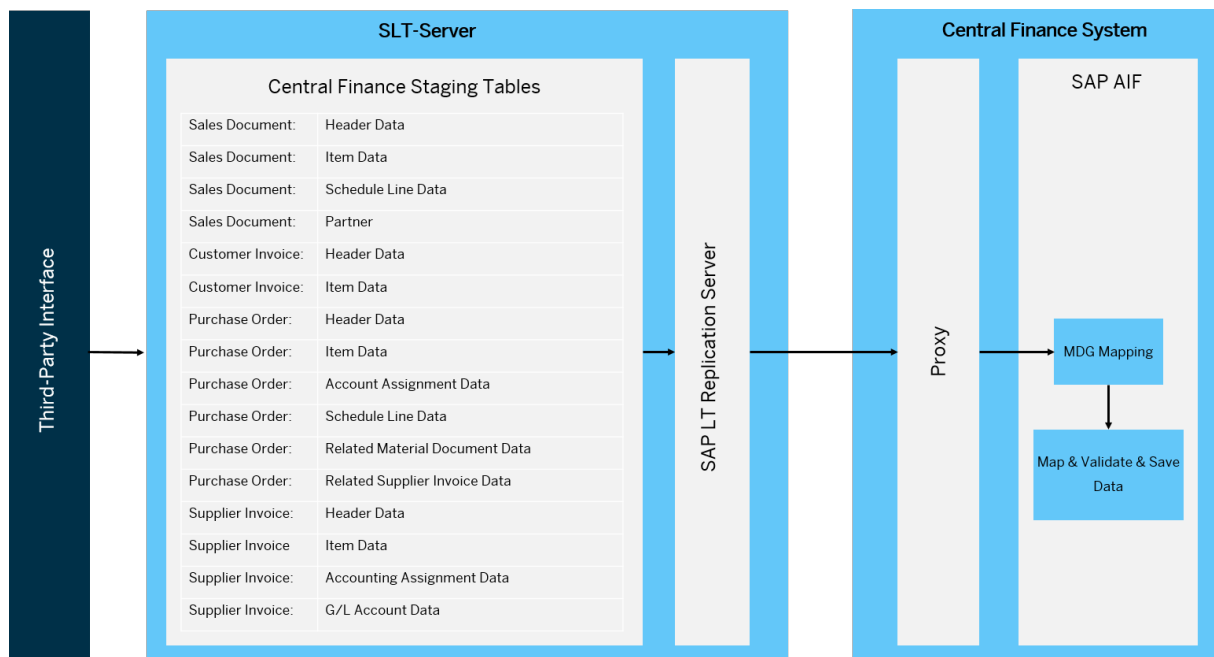 SLT-Server
Central Finance System
Central Finance Staging Tables
SAP AIF
Sales Document: Header Data
Sales Document: Item Data
Sales Document: Schedule Line Data
Sales Document: Partner
Customer Invoice: Header Data
Customer Invoice: Item Data
Purchase Order: Header Data
Purchase Order: Item Data
Purchase Order: Account Assignment Data
Purchase Order: Schedule Line Data
Purchase Order: Related Material Document Data
Purchase Order: Related Supplier Invoice Data
Supplier Invoice: Header Data
Supplier Invoice Item Data
Supplier Invoice: Accounting Assignment Data
Supplier Invoice: G/L Account Data
Third-Party Interface
SAP LT Replication Server
Proxy
MDG Mapping
Map & Validate & Save
Data